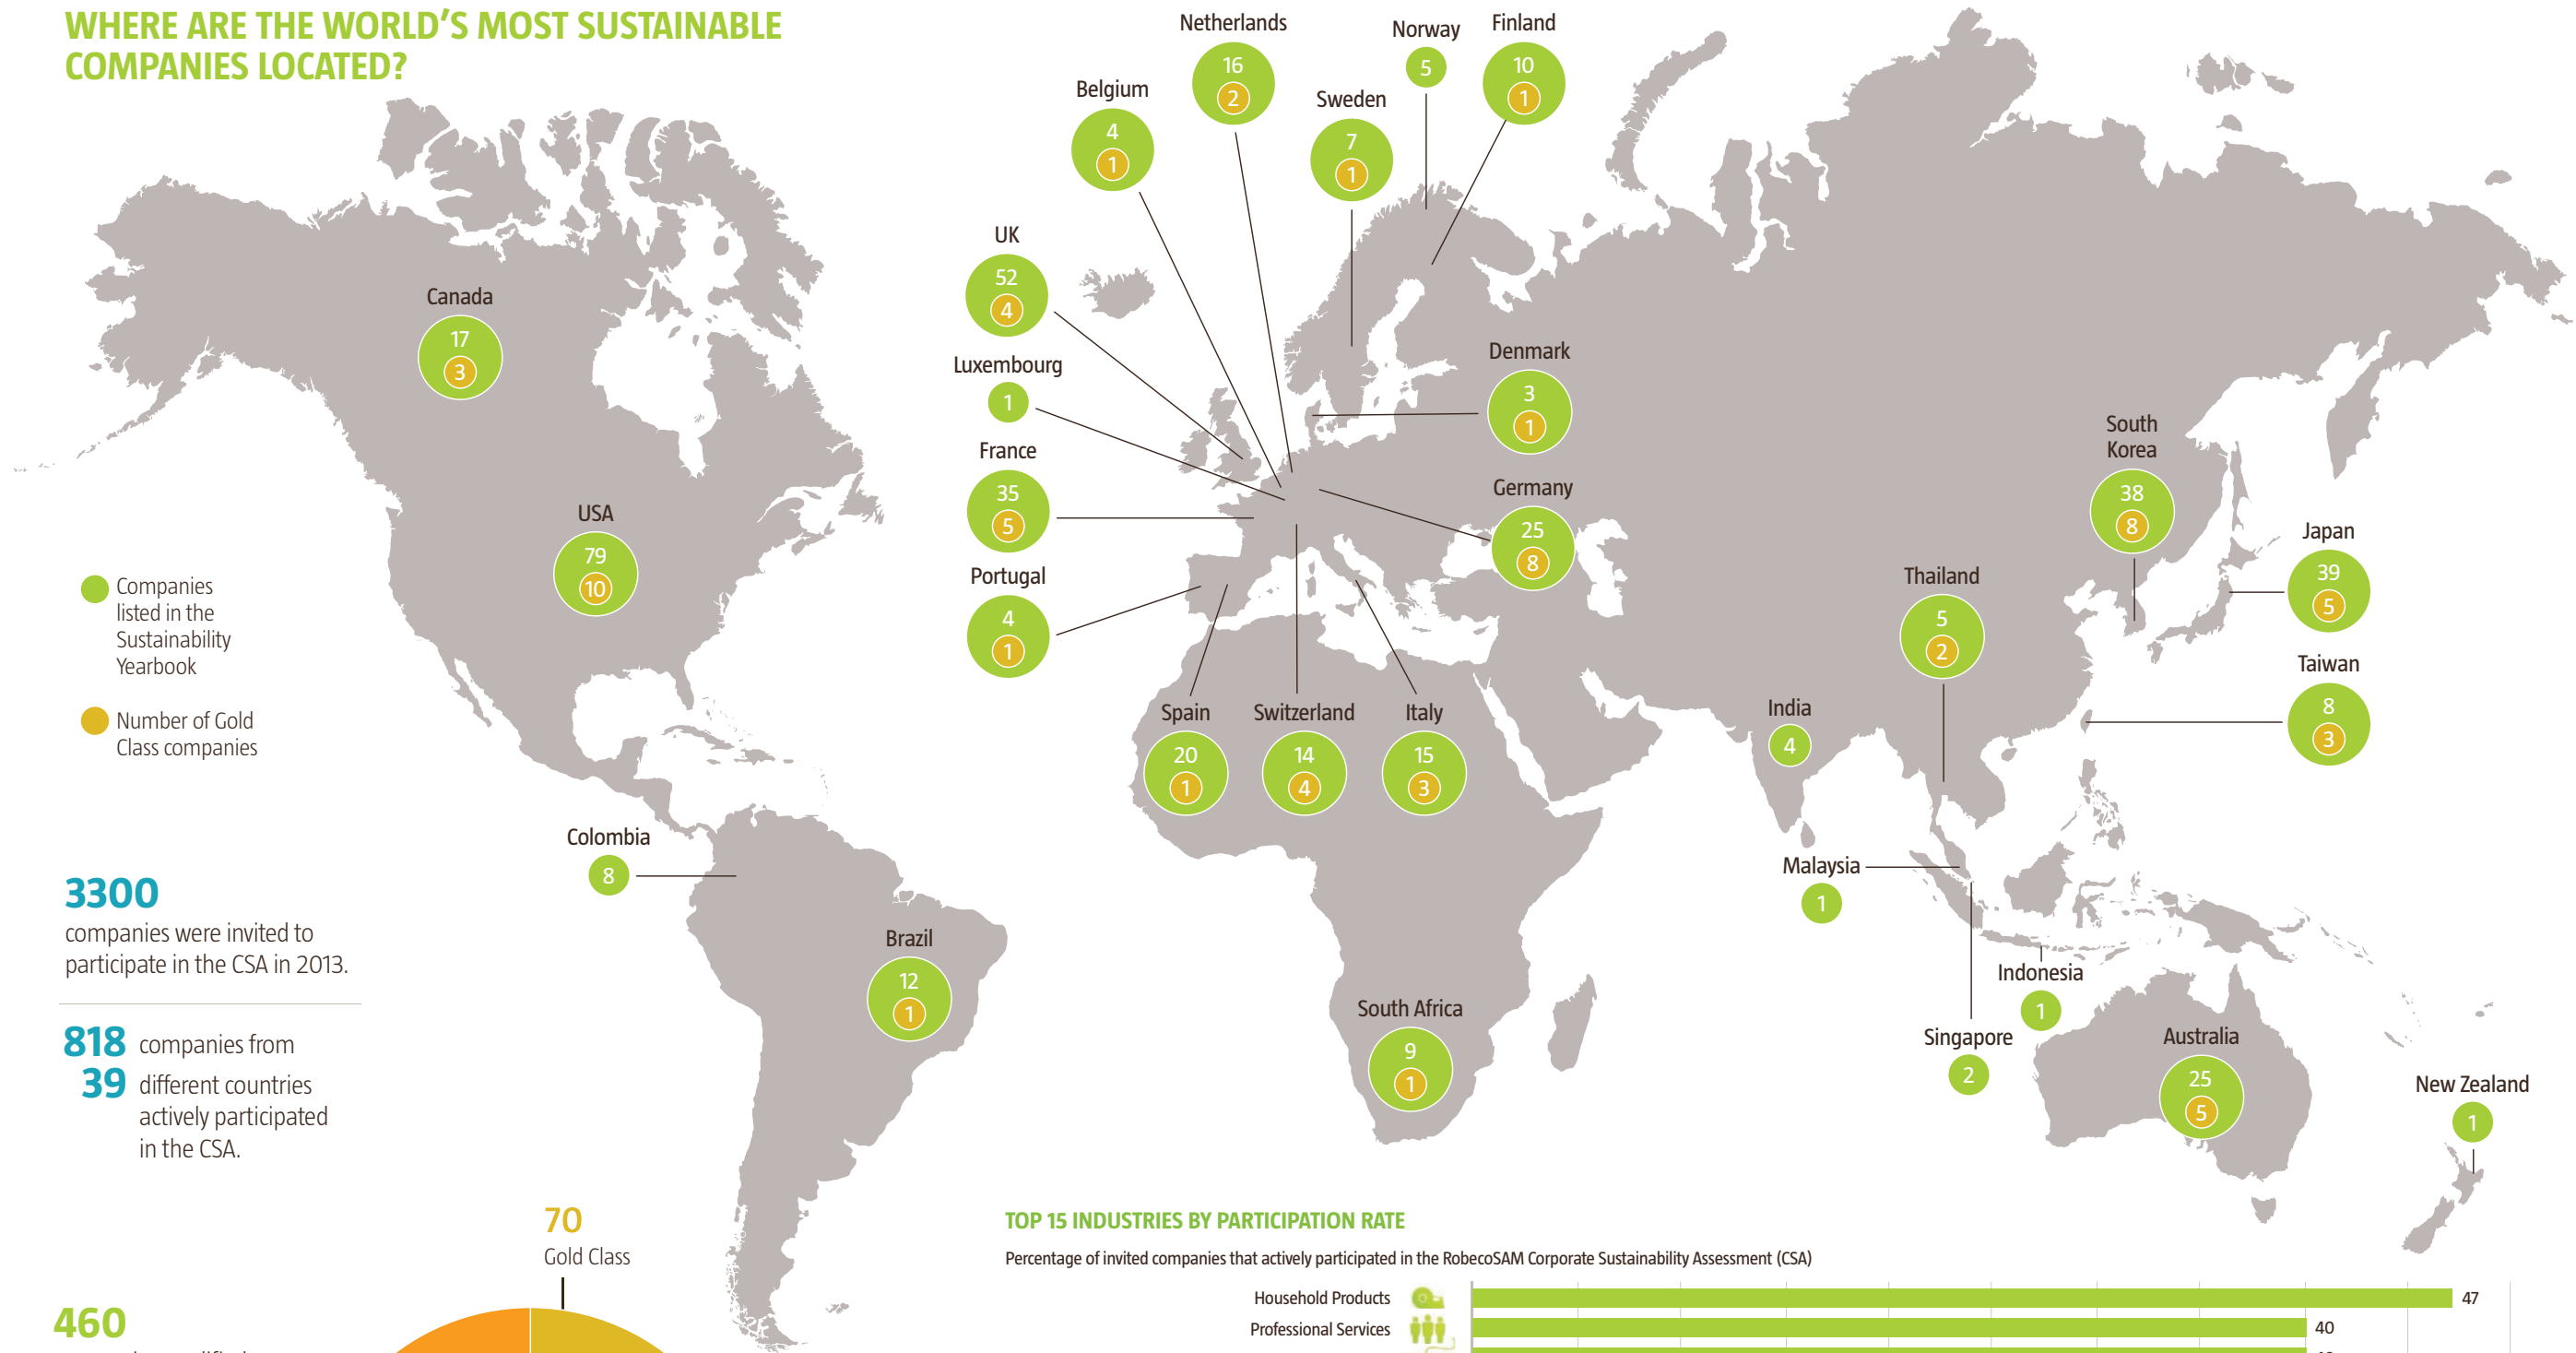 WHERE ARE THE WORLD'S MOST SUSTAINABLE
COMPANIES LOCATED?
Netherlands
16
2
Norway
5
Finland
10
1
Belgium
4
1
Sweden
7
1
UK
52
4
Canada
17
3
Luxembourg
1
Denmark
3
1
France
35
5
Germany
25
8
South
Korea
38
8
USA
79
10
Japan
39
5
Portugal
4
1
Thailand
5
2
Companies
listed in the
Sustainability
Yearbook
Number of Gold
Class companies
Taiwan
8
3
Spain
20
1
Switzerland
14
4
Italy
15
3
India
4
Colombia
8
Malaysia
1
3300
companies were invited to
participate in the CSA in 2013.
Brazil
12
1
Indonesia
1
South Africa
9
1
Singapore
2
Australia
25
5
818 companies from
39 different countries
actively participated
in the CSA.
New Zealand
1
70
Gold Class
460
TOP 15 INDUSTRIES BY PARTICIPATION RATE
Percentage of invited companies that actively participated in the RobecoSAM Corporate Sustainability Assessment (CSA)
Household Products 47
Professional Services 40